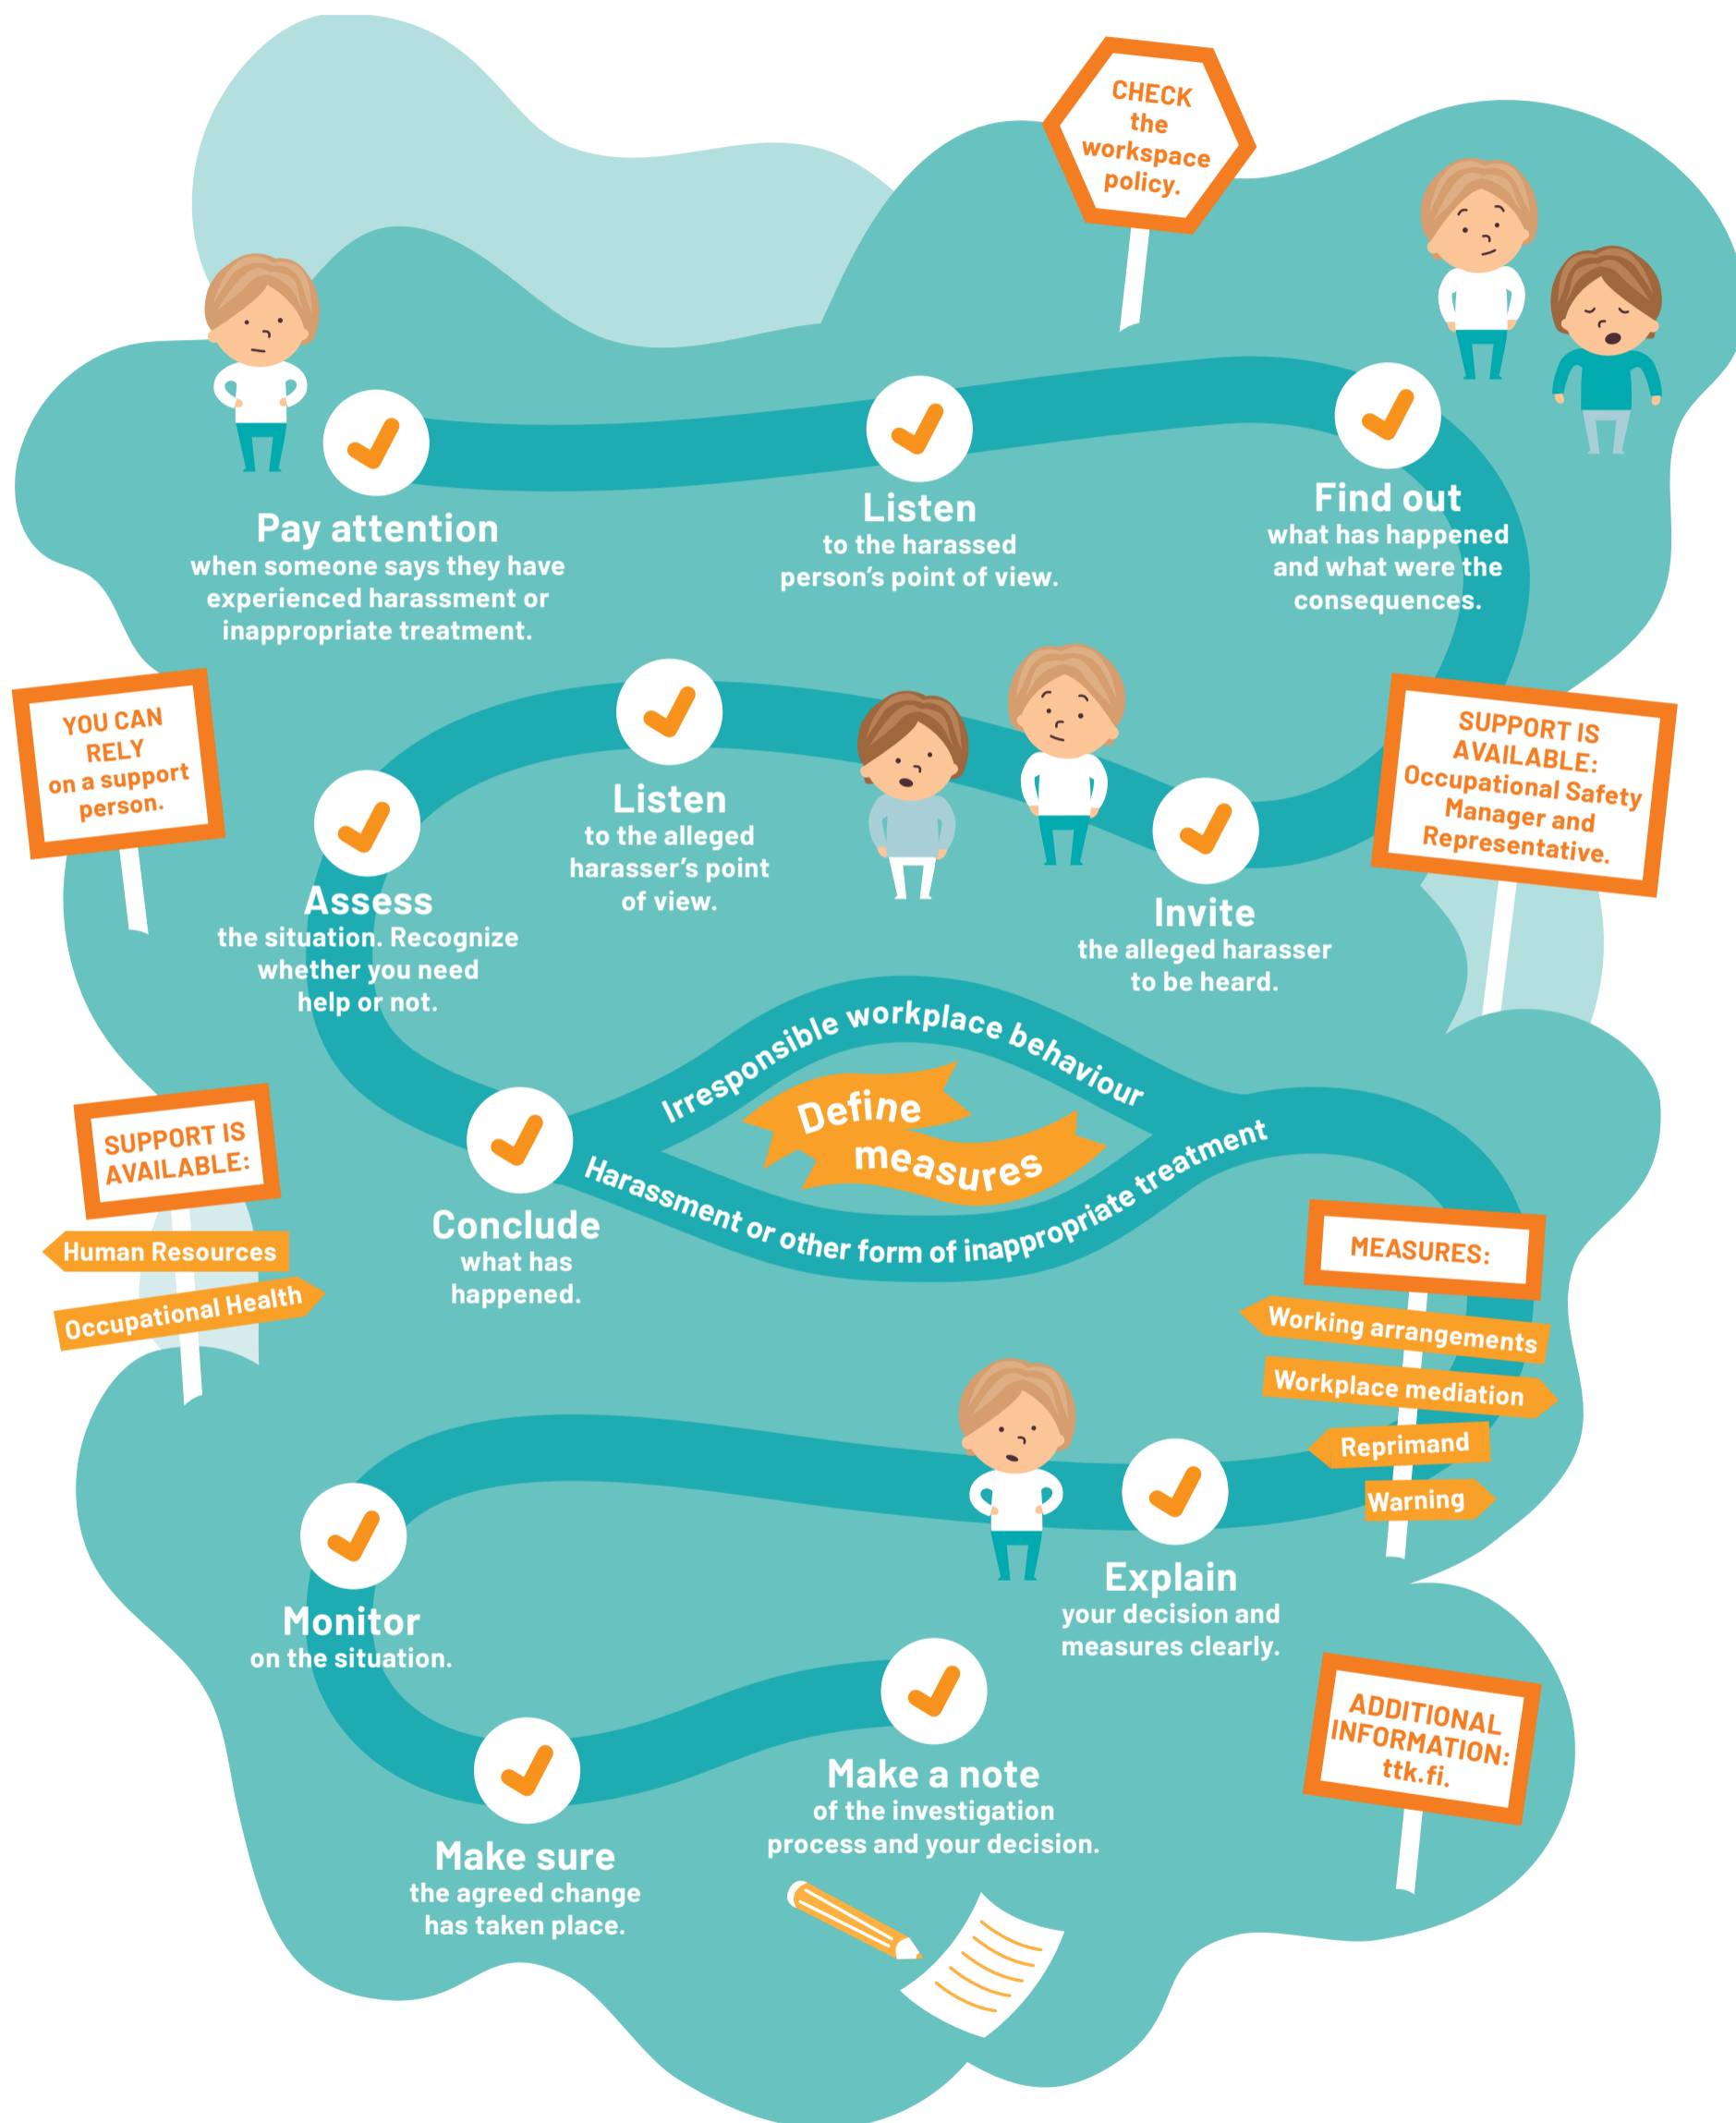 CHECK
the
workspace
policy.
Pay attention
when someone says they have
experienced harassment or
inappropriate treatment.
Listen
to the harassed
person's point of view.
Find out
what has happened
and what were the
consequences.
SUPPORT IS
AVAILABLE:
Occupational Safety
Manager and
Representative.
Invite
the alleged harasser
to be heard.
Listen
to the alleged
harasser's point
of view.
YOU CAN
RELY
on a support
person.
Assess
the situation. Recognize
whether you need
help or not.
SUPPORT IS
AVAILABLE:
Human Resources
Occupational Health
Conclude
what has
happened.
Irresponsible workplace behaviour
Define
measures
Harassment or other form of inappropriate treatment
MEASURES:
Working arrangements
Workplace mediation
Reprimand
Warning
Explain
your decision and
measures clearly.
Monitor
on the situation.
Make sure
the agreed change
has taken place.
Make a note
of the investigation
process and your decision.
ADDITIONAL
INFORMATION:
ttk.fi.